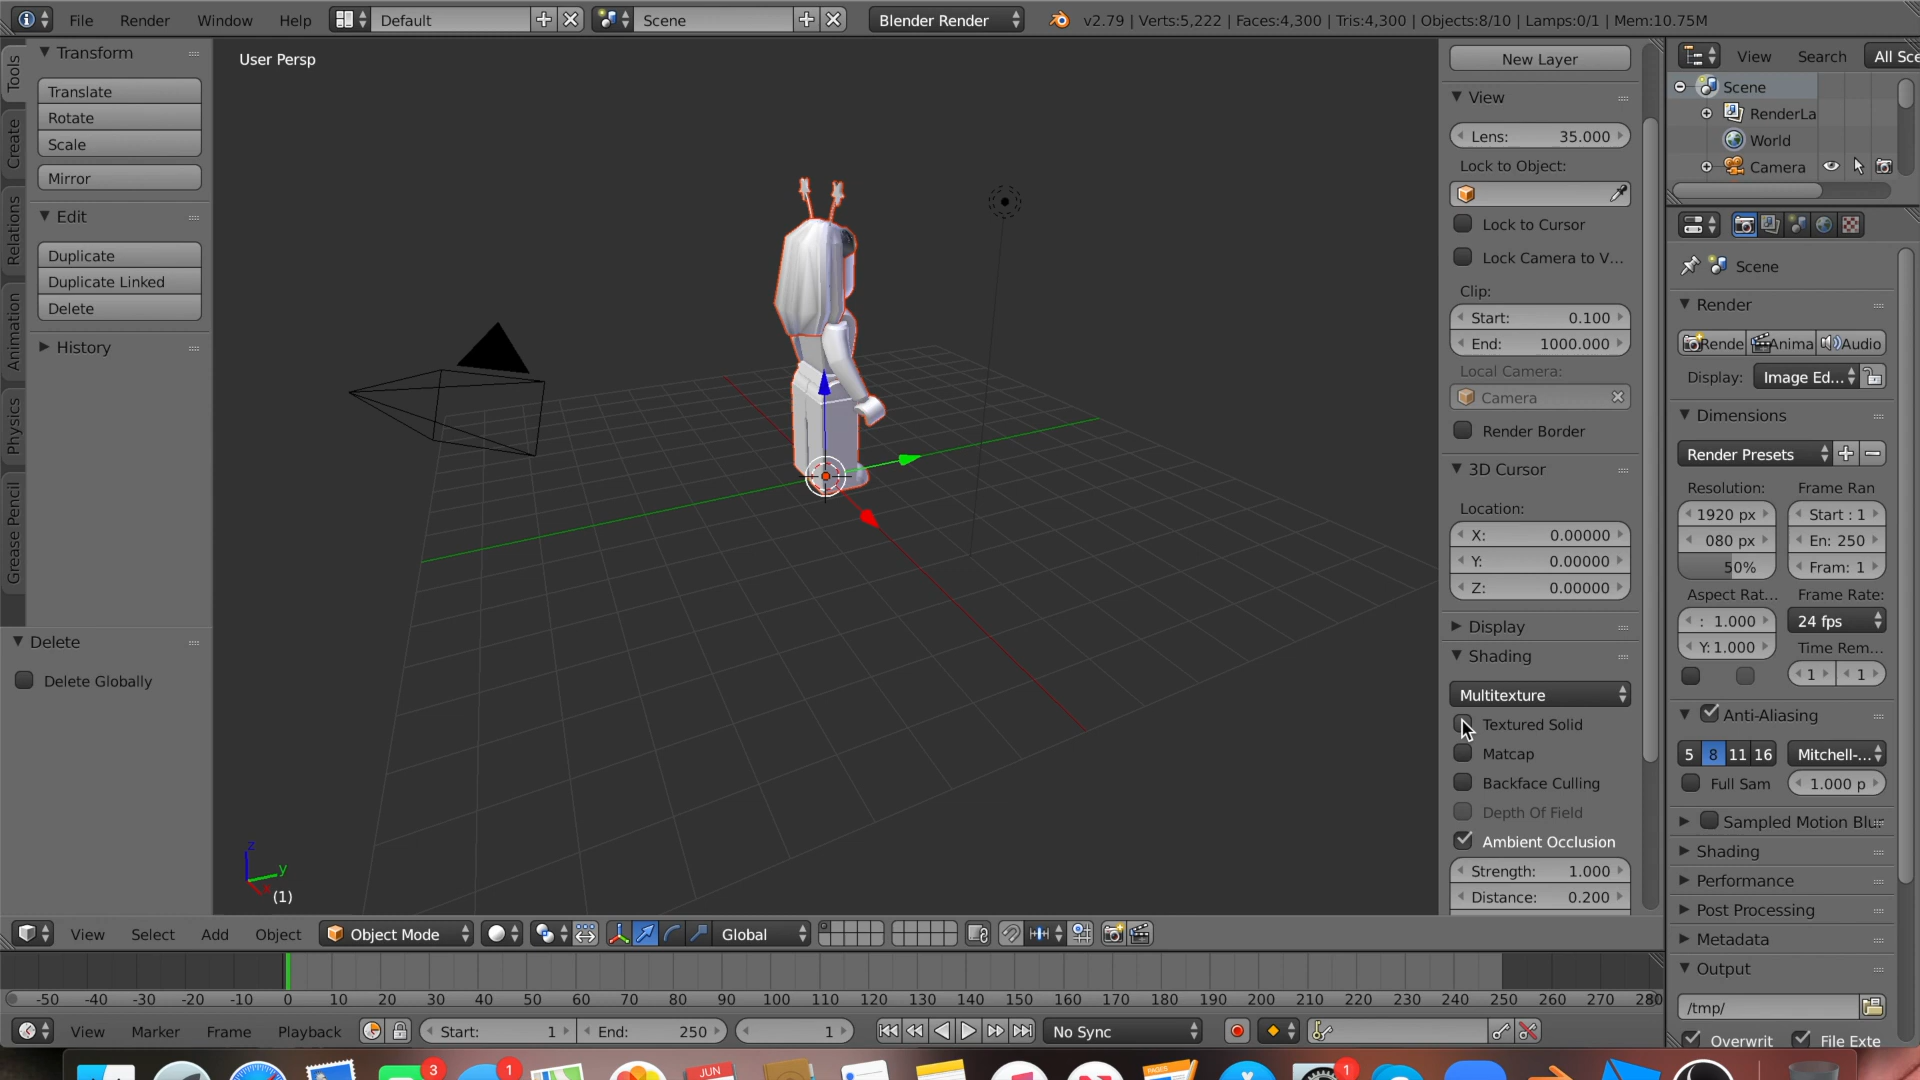 File Render Window Help Default Scene Blender Render v2.79 | Verts:5,222 | Faces:4,300 | Tris:4,300 | Objects:8/10 | Lamps:0/1 | Mem:10.75M
Tools
Create
Relations
Animation
Physics
Grease Pencil
Transform
Translate
Rotate
Scale
Mirror
Edit
Duplicate
Duplicate Linked
Delete
History
Delete
Delete Globally
User Persp
z
y
x
(1)
New Layer
View
Lens: 35.000
Lock to Object:
Lock to Cursor
Lock Camera to V...
Clip:
Start: 0.100
End: 1000.000
Local Camera:
Camera
Render Border
3D Cursor
Location:
X: 0.00000
Y: 0.00000
Z: 0.00000
Display
Shading
Multitexture
Textured Solid
Matcap
Backface Culling
Depth Of Field
Ambient Occlusion
Strength: 1.000
Distance: 0.200
View Search All Sce
Scene
RenderLa
World
Camera
Scene
Render
Rende Anima Audio
Display: Image Ed...
Dimensions
Render Presets
Resolution: Frame Ran
1920 px Start : 1
080 px En: 250
50% Fram: 1
Aspect Rat... Frame Rate:
: 1.000 24 fps
Y: 1.000 Time Rem...
1 1
Anti-Aliasing
5 8 11 16 Mitchell-...
Full Sam 1.000 p
Sampled Motion Blur
Shading
Performance
Post Processing
Metadata
Output
/tmp/
Overwrit File Exte
View Select Add Object Object Mode Global
-50 -40 -30 -20 -10 0 10 20 30 40 50 60 70 80 90 100 110 120 130 140 150 160 170 180 190 200 210 220 230 240 250 260 270 280
View Marker Frame Playback Start: 1 End: 250 1 No Sync
3 1 JUN PAGES 1